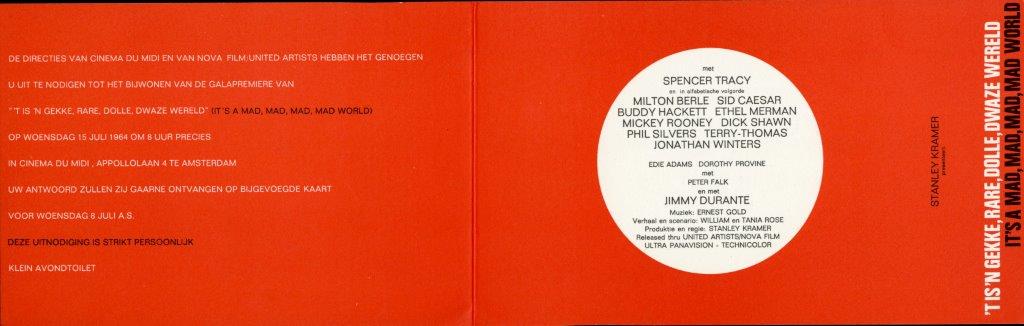 DE DIRECTIES VAN CINEMA DU MIDI EN VAN NOVA FILM/UNITED ARTISTS HEBBEN HET GENOEGEN
U UIT TE NODIGEN TOT HET BIJWONEN VAN DE GALAPREMIERE VAN
"'T IS 'N GEKKE, RARE, DOLLE, DWAZE WERELD" (IT'S A MAD, MAD, MAD, MAD WORLD)
OP WOENSDAG 15 JULI 1964 OM 8 UUR PRECIES
IN CINEMA DU MIDI , APPOLLOLAAN 4 TE AMSTERDAM
UW ANTWOORD ZULLEN ZIJ GAARNE ONTVANGEN OP BIJGEVOEGDE KAART
VOOR WOENSDAG 8 JULI A.S.
DEZE UITNODIGING IS STRIKT PERSOONLIJK
KLEIN AVONDTOILET
met
SPENCER TRACY
en in alfabetische volgorde
MILTON BERLE SID CAESAR
BUDDY HACKETT ETHEL MERMAN
MICKEY ROONEY DICK SHAWN
PHIL SILVERS TERRY-THOMAS
JONATHAN WINTERS
EDIE ADAMS DOROTHY PROVINE
met
PETER FALK
en met
JIMMY DURANTE
Muziek: ERNEST GOLD
Verhaal en scenario: WILLIAM en TANIA ROSE
Produktie en regie: STANLEY KRAMER
Released thru UNITED ARTISTS/NOVA FILM
ULTRA PANAVISION - TECHNICOLOR
STANLEY KRAMER
presenteert
'T IS 'N GEKKE, RARE, DOLLE, DWAZE WERELD
IT'S A MAD, MAD, MAD, MAD WORLD